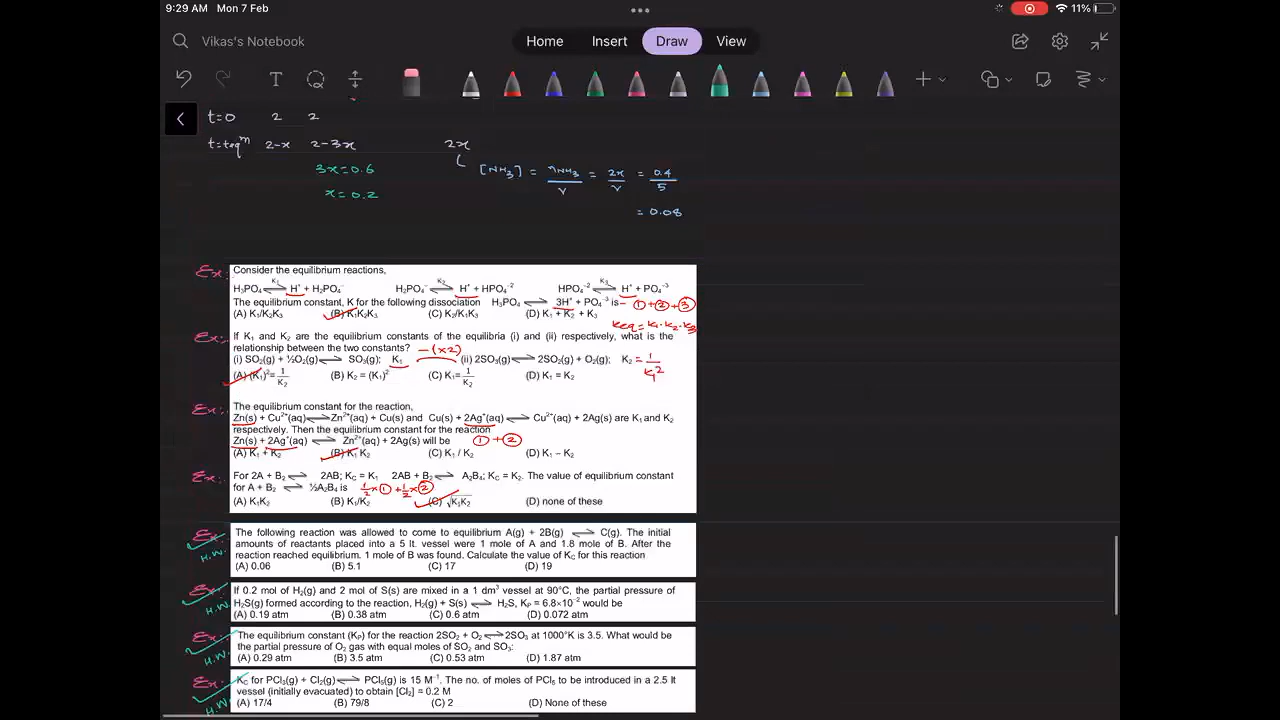 9:29 AM Mon 7 Feb
11%
Vikas's Notebook
Home Insert Draw View
t=0 2 2
t=teqᵐ 2-x 2-3x 2x
3x=0.6
x=0.2
[NH₃] = nNH₃/V = 2x/V = 0.4/5
= 0.08
Ex:
Consider the equilibrium reactions,
H₃PO₄ ⇌(K₁) H⁺ + H₂PO₄⁻ H₂PO₄⁻ ⇌(K₂) H⁺ + HPO₄⁻² HPO₄⁻² ⇌(K₃) H⁺ + PO₄⁻³
The equilibrium constant, K for the following dissociation H₃PO₄ ⇌ 3H⁺ + PO₄⁻³ is- ①+②+③
(A) K₁/K₂K₃ (B) K₁K₂K₃ (C) K₂/K₁K₃ (D) K₁ + K₂ + K₃
Keq = K₁·K₂·K₃
Ex:
If K₁ and K₂ are the equilibrium constants of the equilibria (i) and (ii) respectively, what is the
relationship between the two constants? -(x2)
(i) SO₂(g) + ½O₂(g) ⇌ SO₃(g); K₁ (ii) 2SO₃(g) ⇌ 2SO₂(g) + O₂(g); K₂ = 1/K₁²
(A) (K₁)² = 1/K₂ (B) K₂ = (K₁)² (C) K₁ = 1/K₂ (D) K₁ = K₂
Ex:
The equilibrium constant for the reaction,
Zn(s) + Cu²⁺(aq) ⇌ Zn²⁺(aq) + Cu(s) and Cu(s) + 2Ag⁺(aq) ⇌ Cu²⁺(aq) + 2Ag(s) are K₁ and K₂
respectively. Then the equilibrium constant for the reaction
Zn(s) + 2Ag⁺(aq) ⇌ Zn²⁺(aq) + 2Ag(s) will be ①+②
(A) K₁ + K₂ (B) K₁ K₂ (C) K₁ / K₂ (D) K₁ − K₂
Ex:
For 2A + B₂ ⇌ 2AB; KC = K₁ 2AB + B₂ ⇌ A₂B₄; KC = K₂. The value of equilibrium constant
for A + B₂ ⇌ ½A₂B₄ is ½x① + ½x②
(A) K₁K₂ (B) K₁/K₂ (C) √K₁K₂ (D) none of these
Ex:
H.W.
The following reaction was allowed to come to equilibrium A(g) + 2B(g) ⇌ C(g). The initial
amounts of reactants placed into a 5 lt. vessel were 1 mole of A and 1.8 mole of B. After the
reaction reached equilibrium. 1 mole of B was found. Calculate the value of KC for this reaction
(A) 0.06 (B) 5.1 (C) 17 (D) 19
Ex:
H.W.
If 0.2 mol of H₂(g) and 2 mol of S(s) are mixed in a 1 dm³ vessel at 90°C, the partial pressure of
H₂S(g) formed according to the reaction, H₂(g) + S(s) ⇌ H₂S, KP = 6.8×10⁻² would be
(A) 0.19 atm (B) 0.38 atm (C) 0.6 atm (D) 0.072 atm
Ex:
H.W.
The equilibrium constant (KP) for the reaction 2SO₂ + O₂ ⇌ 2SO₃ at 1000°K is 3.5. What would be
the partial pressure of O₂ gas with equal moles of SO₂ and SO₃:
(A) 0.29 atm (B) 3.5 atm (C) 0.53 atm (D) 1.87 atm
Ex:
H.W.
KC for PCl₃(g) + Cl₂(g) ⇌ PCl₅(g) is 15 M⁻¹. The no. of moles of PCl₅ to be introduced in a 2.5 lt
vessel (initially evacuated) to obtain [Cl₂] = 0.2 M
(A) 17/4 (B) 79/8 (C) 2 (D) None of these